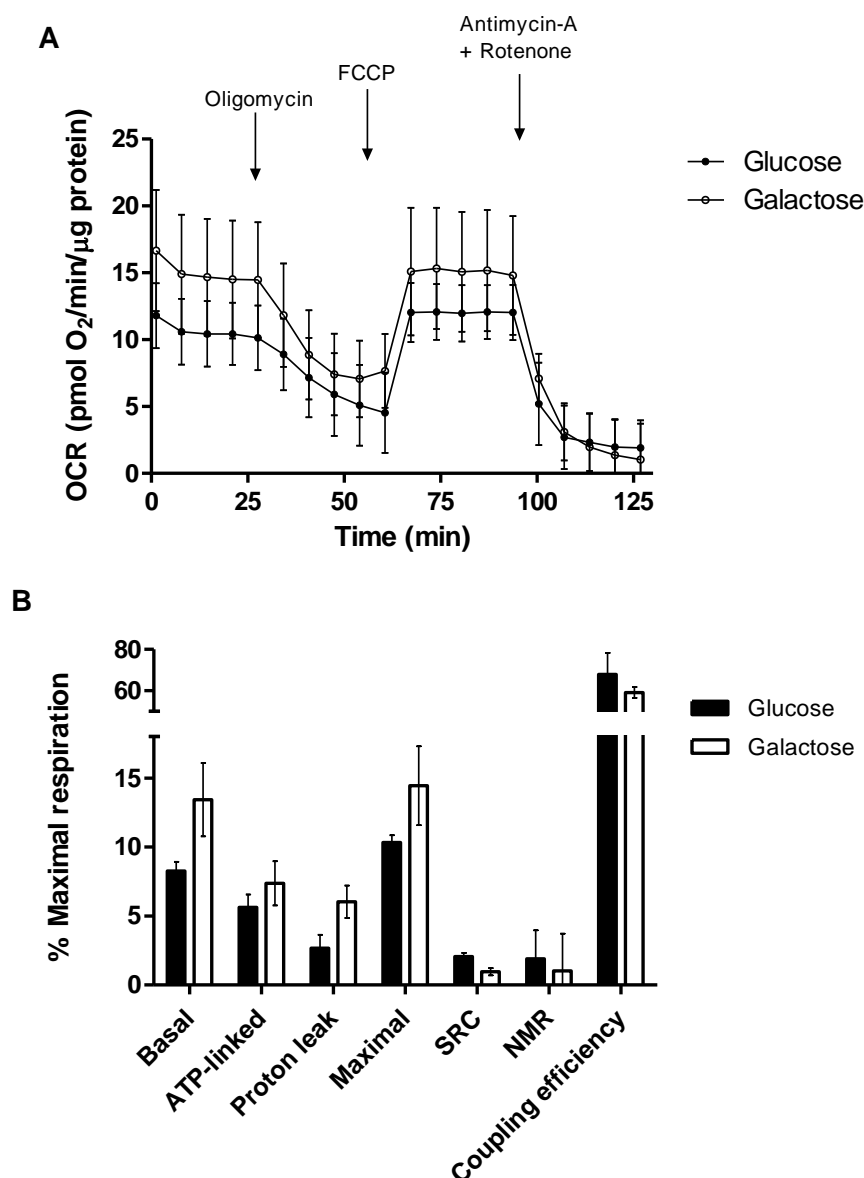 A
Antimycin-A
+ Rotenone
FCCP
Oligomycin
25
20
15
10
5
0
OCR (pmol O₂/min/µg protein)
0 25 50 75 100 125
Time (min)
Glucose
Galactose
B
80
60
15
10
5
0
% Maximal respiration
Basal
ATP-linked
Proton leak
Maximal
SRC
NMR
Coupling efficiency
Glucose
Galactose